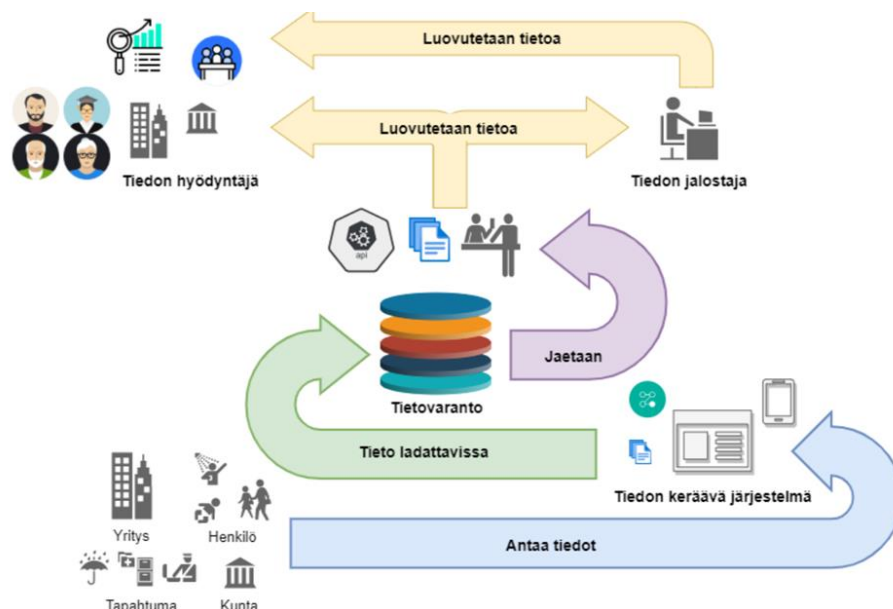 Luovutetaan tietoa
Luovutetaan tietoa
Tiedon hyödyntäjä
Tiedon jalostaja
api
Jaetaan
Tietovaranto
Tieto ladattavissa
Tiedon keräävä järjestelmä
Yritys
Henkilö
Antaa tiedot
Tapahtuma
Kunta